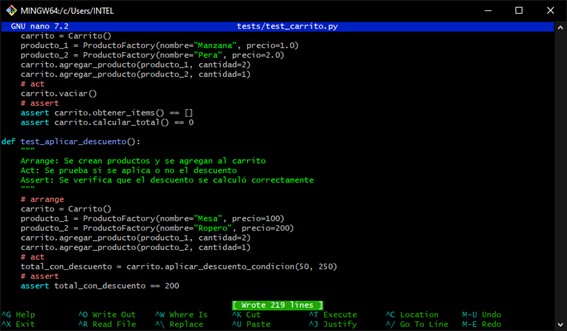 MINGW64:/c/Users/INTEL
GNU nano 7.2 tests/test_carrito.py
    carrito = Carrito()
    producto_1 = ProductoFactory(nombre="Manzana", precio=1.0)
    producto_2 = ProductoFactory(nombre="Pera", precio=2.0)
    carrito.agregar_producto(producto_1, cantidad=2)
    carrito.agregar_producto(producto_2, cantidad=1)
    # act
    carrito.vaciar()
    # assert
    assert carrito.obtener_items() == []
    assert carrito.calcular_total() == 0
def test_aplicar_descuento():
    """
    Arrange: Se crean productos y se agregan al carrito
    Act: Se prueba si se aplica o no el descuento
    Assert: Se verifica que el descuento se calculó correctamente
    """
    # arrange
    carrito = Carrito()
    producto_1 = ProductoFactory(nombre="Mesa", precio=100)
    producto_2 = ProductoFactory(nombre="Ropero", precio=200)
    carrito.agregar_producto(producto_1, cantidad=2)
    carrito.agregar_producto(producto_2, cantidad=1)
    # act
    total_con_descuento = carrito.aplicar_descuento_condicion(50, 250)
    # assert
    assert total_con_descuento == 200
[ Wrote 219 lines ]
^G Help ^O Write Out ^W Where Is ^K Cut ^T Execute ^C Location M-U Undo
^X Exit ^R Read File ^\ Replace ^U Paste ^J Justify ^/ Go To Line M-E Redo